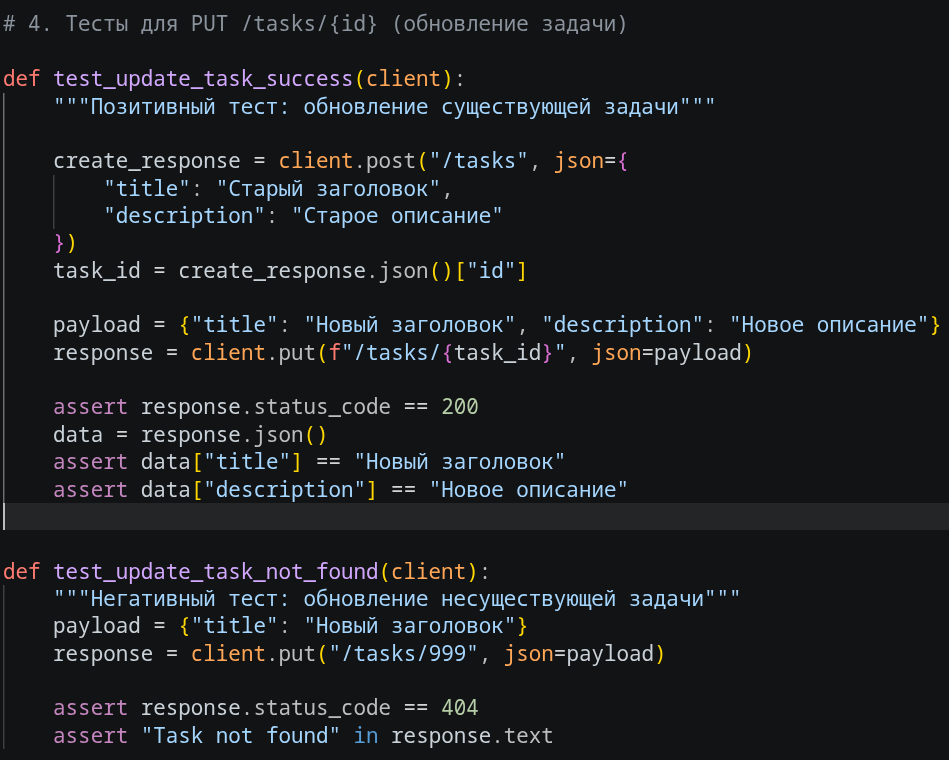 # 4. Тесты для PUT /tasks/{id} (обновление задачи)
def test_update_task_success(client):
"""Позитивный тест: обновление существующей задачи"""
create_response = client.post("/tasks", json={
"title": "Старый заголовок",
"description": "Старое описание"
})
task_id = create_response.json()["id"]
payload = {"title": "Новый заголовок", "description": "Новое описание"}
response = client.put(f"/tasks/{task_id}", json=payload)
assert response.status_code == 200
data = response.json()
assert data["title"] == "Новый заголовок"
assert data["description"] == "Новое описание"
def test_update_task_not_found(client):
"""Негативный тест: обновление несуществующей задачи"""
payload = {"title": "Новый заголовок"}
response = client.put("/tasks/999", json=payload)
assert response.status_code == 404
assert "Task not found" in response.text